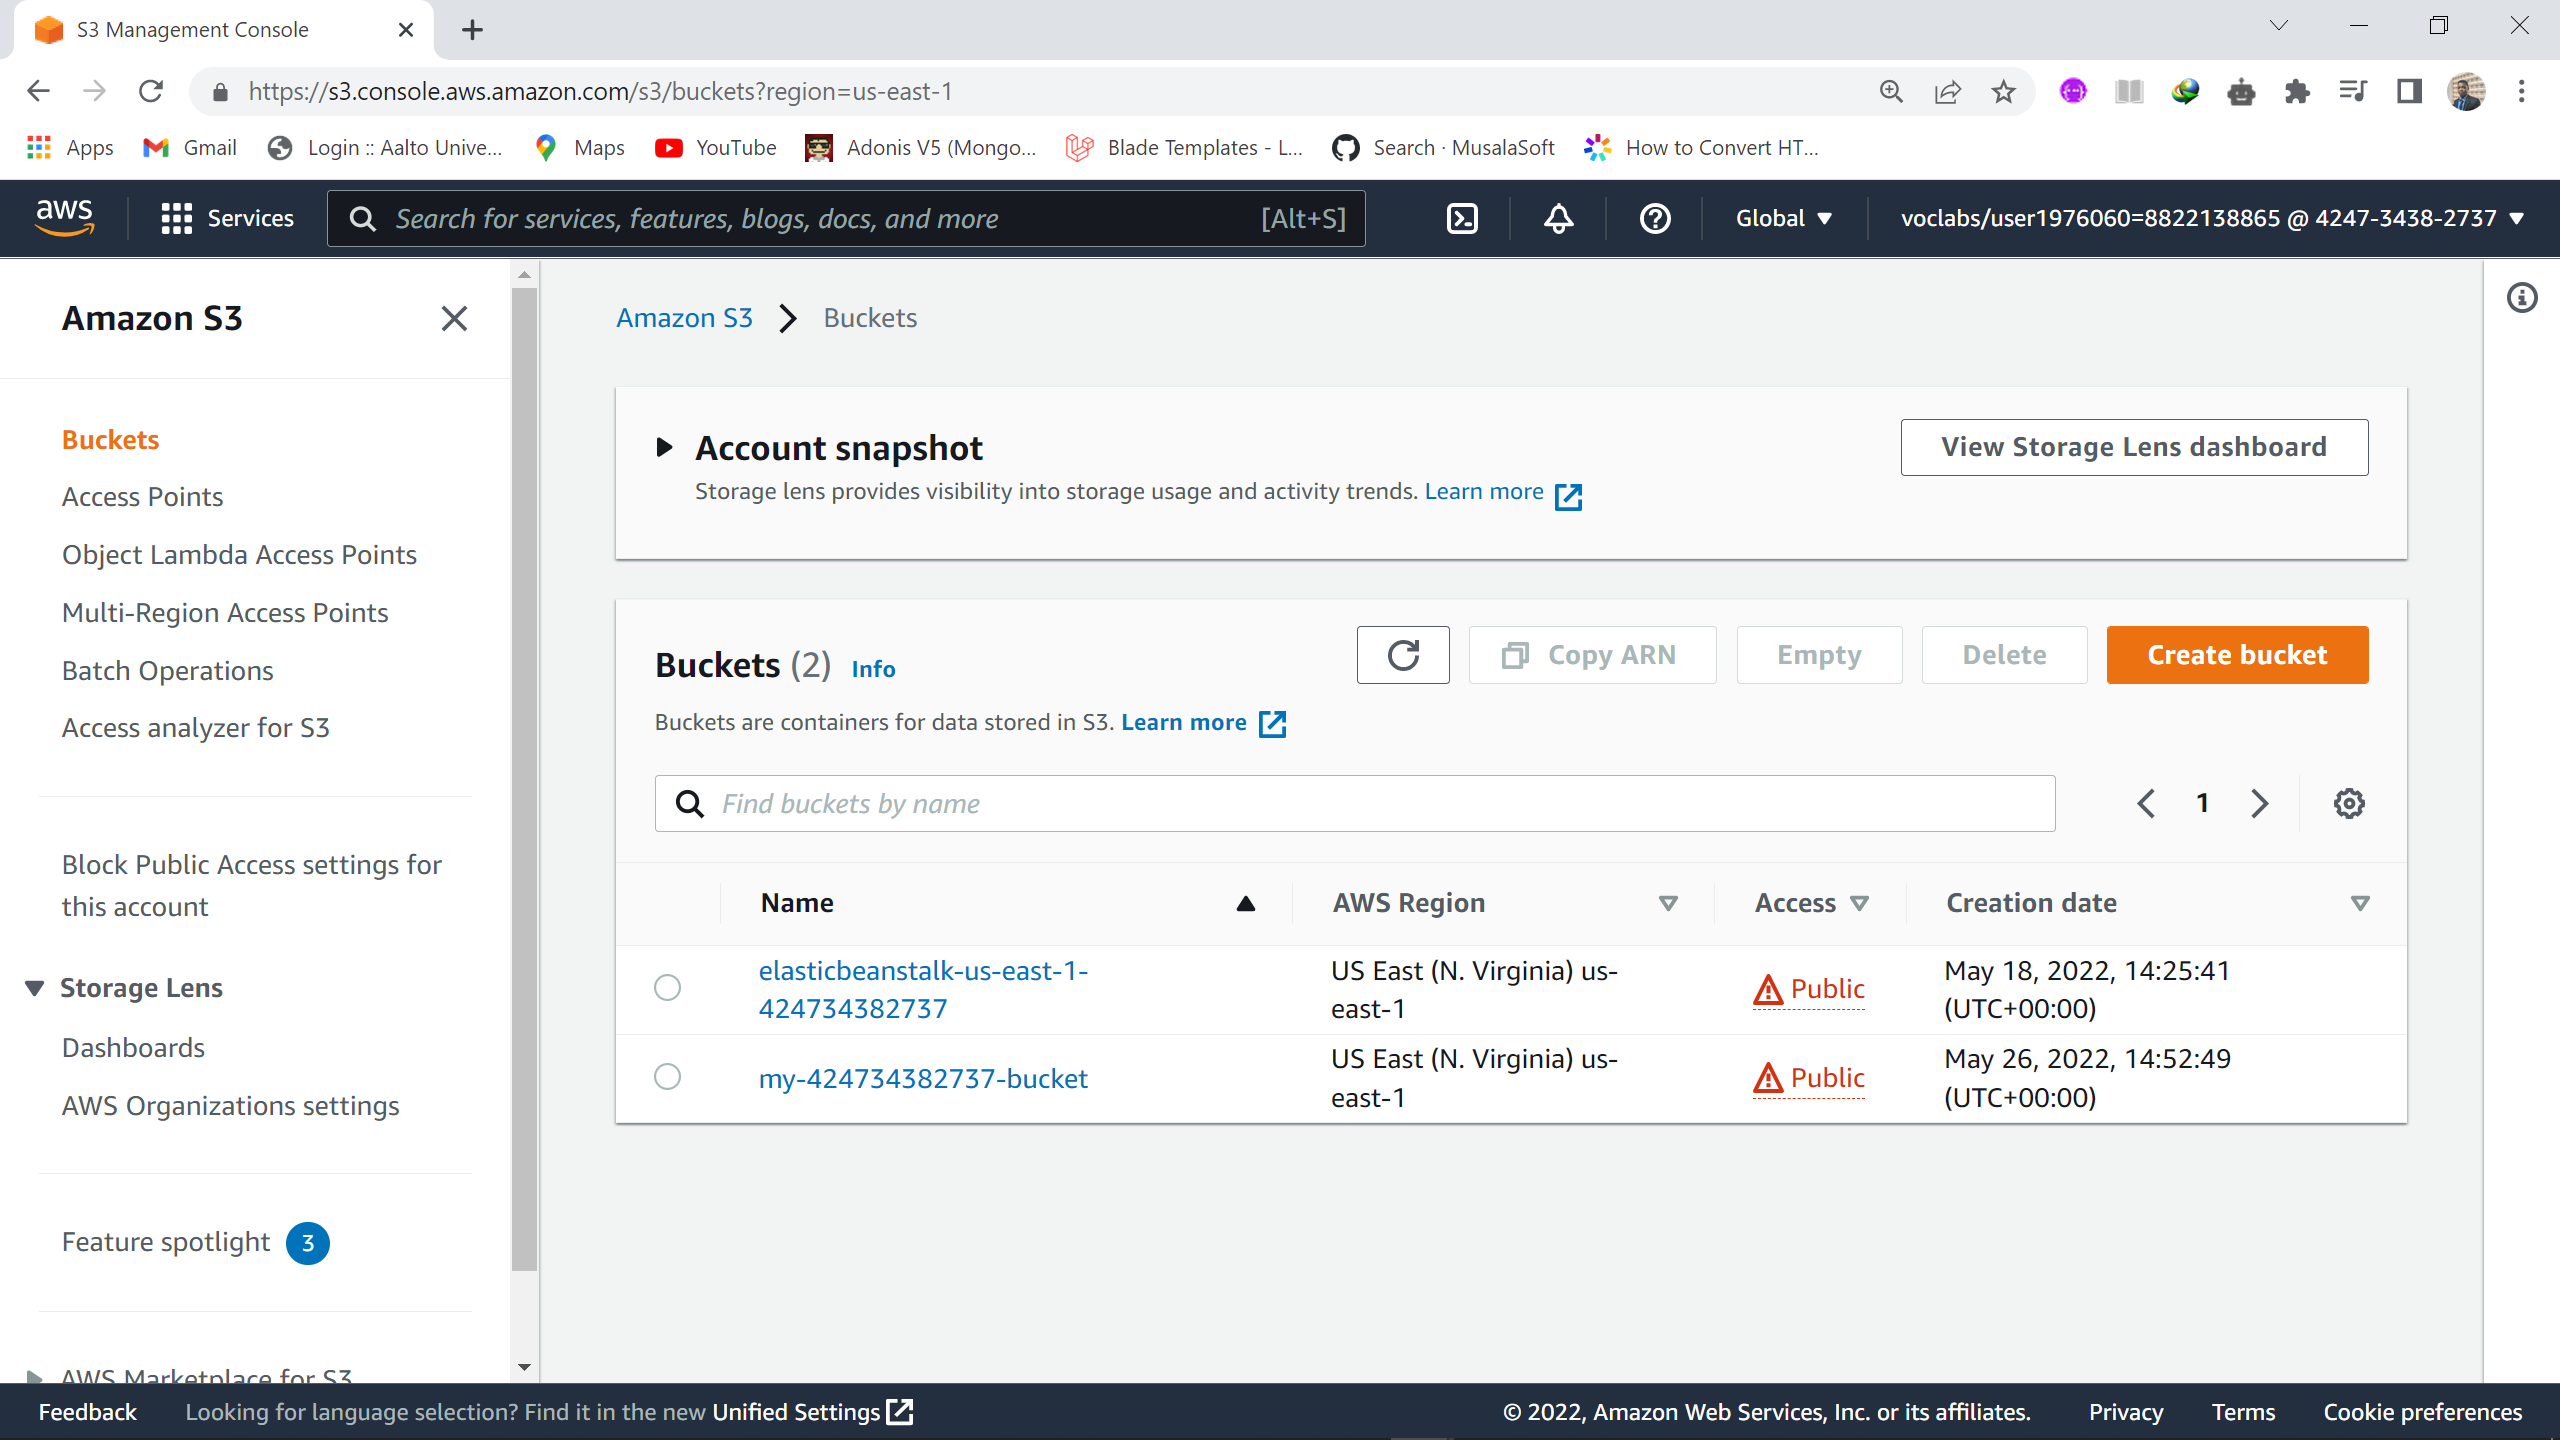 S3 Management Console
https://s3.console.aws.amazon.com/s3/buckets?region=us-east-1
Apps
Gmail
Login :: Aalto Unive...
Maps
YouTube
Adonis V5 (Mongo...
Blade Templates - L...
Search · MusalaSoft
How to Convert HT...
aws
Services
Search for services, features, blogs, docs, and more
[Alt+S]
Global
voclabs/user1976060=8822138865 @ 4247-3438-2737
Amazon S3
Buckets
Access Points
Object Lambda Access Points
Multi-Region Access Points
Batch Operations
Access analyzer for S3
Block Public Access settings for
this account
Storage Lens
Dashboards
AWS Organizations settings
Feature spotlight 3
AWS Marketplace for S3
Amazon S3 Buckets
Account snapshot
View Storage Lens dashboard
Storage lens provides visibility into storage usage and activity trends. Learn more
Buckets (2) Info
Copy ARN
Empty
Delete
Create bucket
Buckets are containers for data stored in S3. Learn more
Find buckets by name
1
Name
AWS Region
Access
Creation date
elasticbeanstalk-us-east-1-
424734382737
US East (N. Virginia) us-
east-1
Public
May 18, 2022, 14:25:41
(UTC+00:00)
my-424734382737-bucket
US East (N. Virginia) us-
east-1
Public
May 26, 2022, 14:52:49
(UTC+00:00)
Feedback
Looking for language selection? Find it in the new Unified Settings
© 2022, Amazon Web Services, Inc. or its affiliates.
Privacy
Terms
Cookie preferences